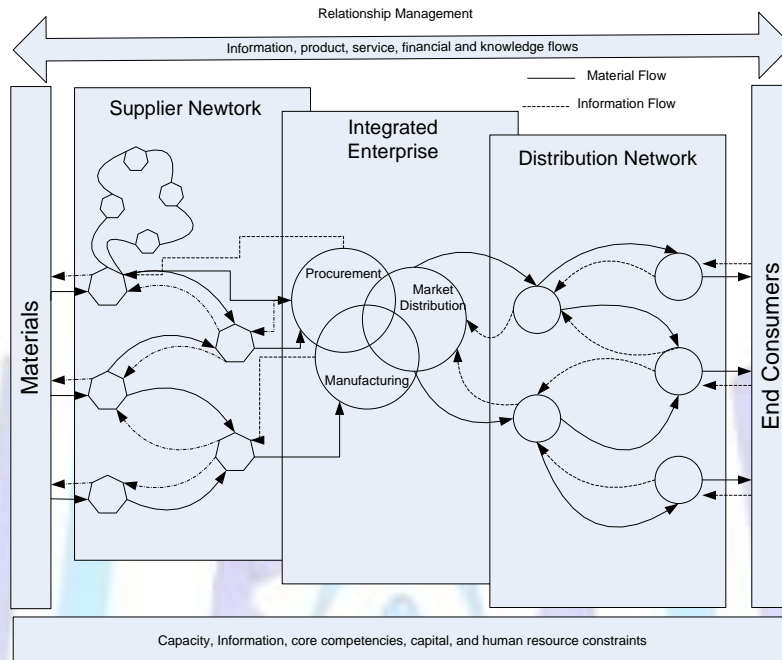 Relationship Management
Information, product, service, financial and knowledge flows
Material Flow
Information Flow
Supplier Newtork
Integrated
Enterprise
Distribution Network
Materials
Procurement
Market
Distribution
Manufacturing
End Consumers
Capacity, Information, core competencies, capital, and human resource constraints